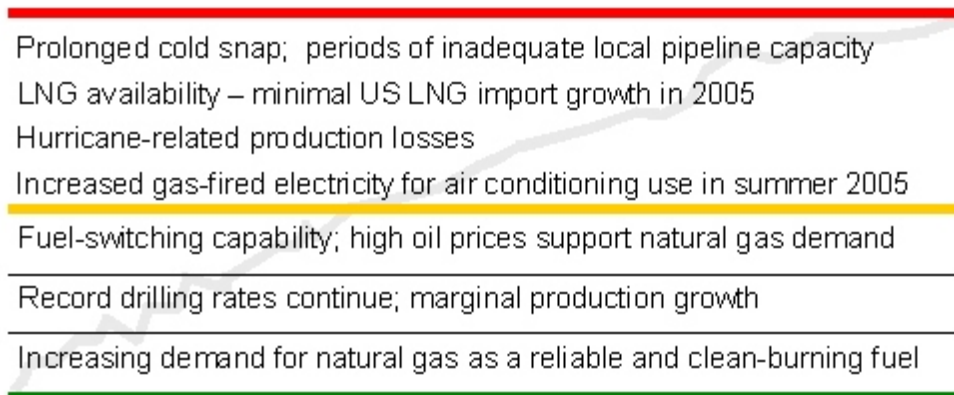 Prolonged cold snap; periods of inadequate local pipeline capacity
LNG availability – minimal US LNG import growth in 2005
Hurricane-related production losses
Increased gas-fired electricity for air conditioning use in summer 2005
Fuel-switching capability; high oil prices support natural gas demand
Record drilling rates continue; marginal production growth
Increasing demand for natural gas as a reliable and clean-burning fuel